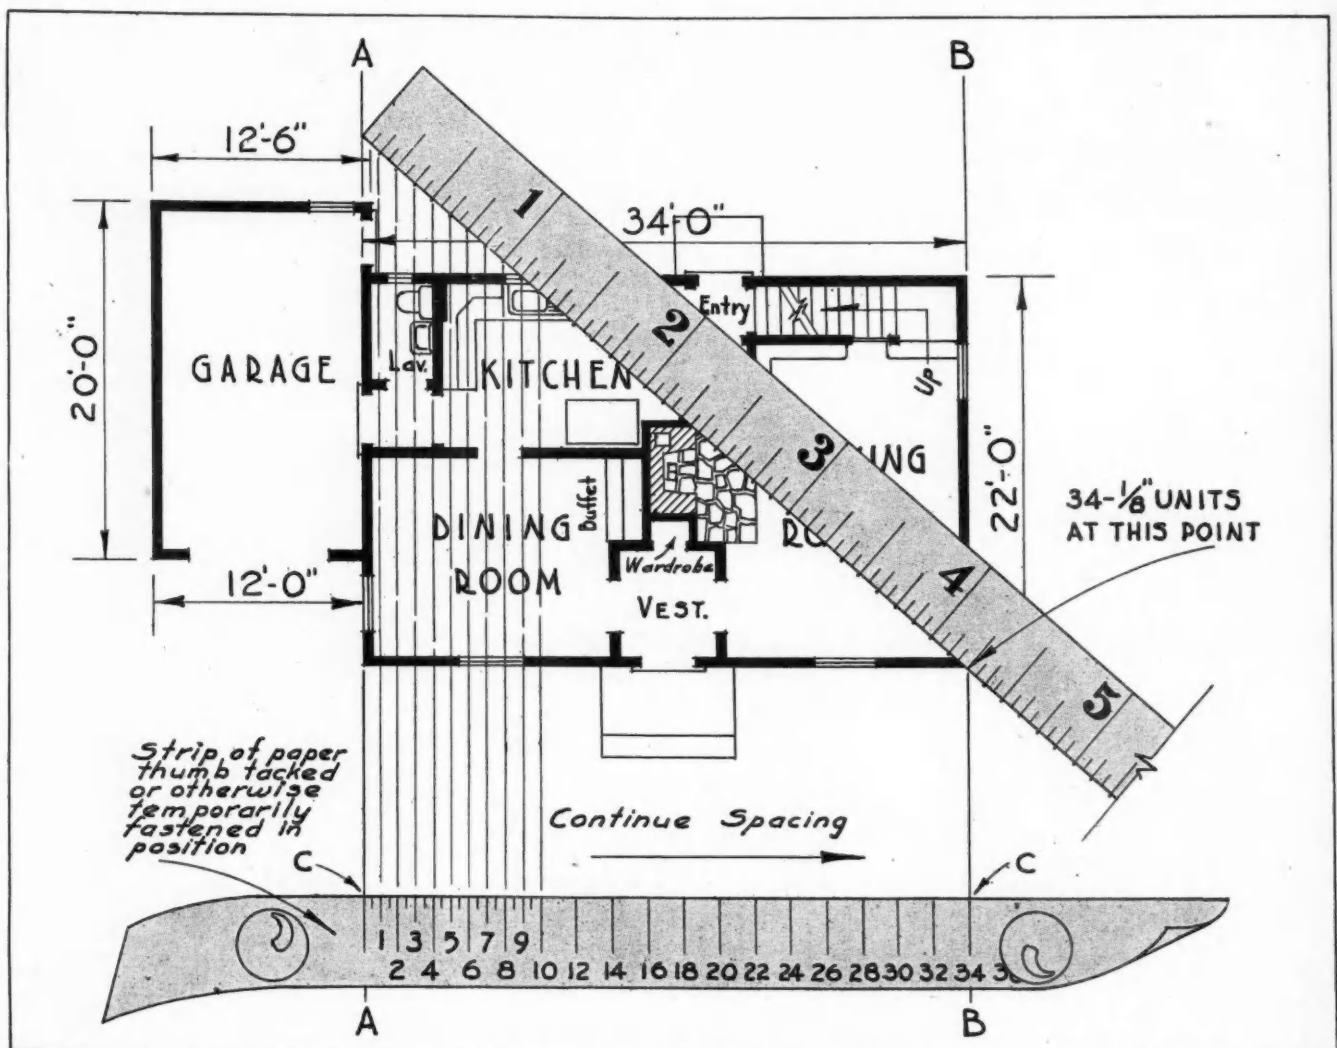 A
B
12'-6"
34'-0"
1
2
3
4
5
Entry
20'-0"
GARAGE
Lav.
KITCHEN
Up
22'-0"
ING
34-1/8" UNITS
AT THIS POINT
Buffet
DINING
ROOM
RO
Wardrobe
12'-0"
VEST.
Strip of paper
thumb tacked
or otherwise
temporarily
fastened in
position
Continue Spacing
C
C
1 3 5 7 9
2 4 6 8 10 12 14 16 18 20 22 24 26 28 30 32 34 3
A
B